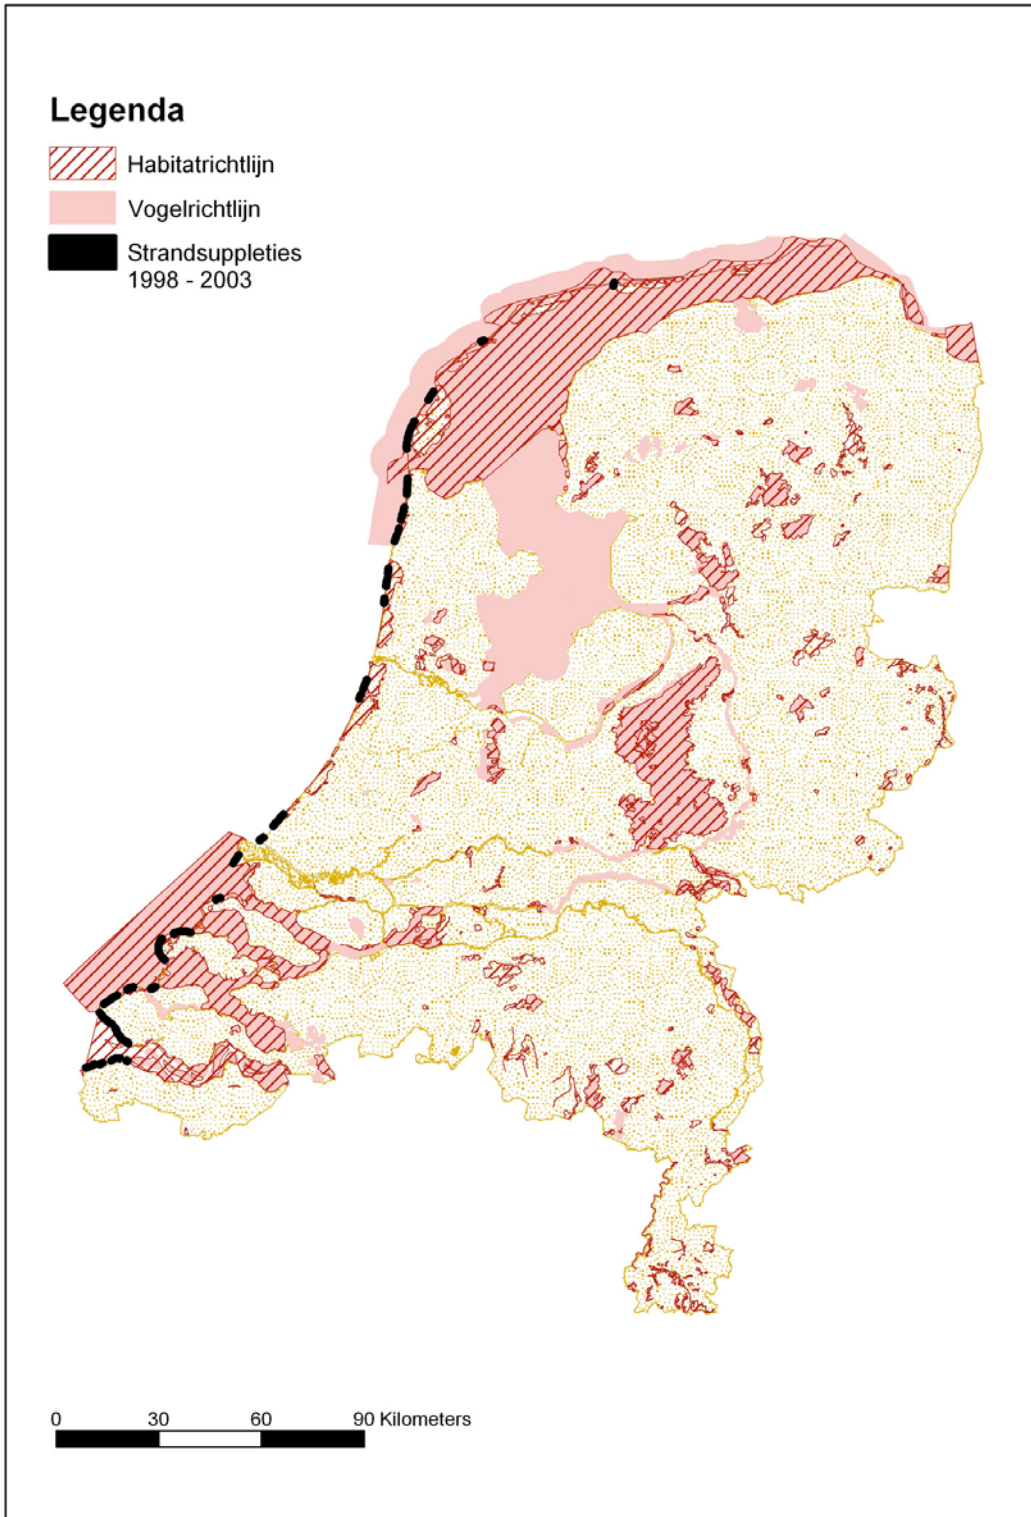 Legenda
Habitatrichtlijn
Vogelrichtlijn
Strandsuppleties
1998 - 2003
0 30 60 90 Kilometers